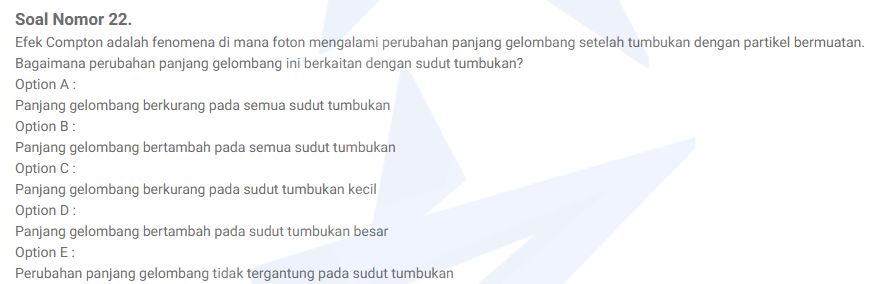 Soal Nomor 22.
Efek Compton adalah fenomena di mana foton mengalami perubahan panjang gelombang setelah tumbukan dengan partikel bermuatan.
Bagaimana perubahan panjang gelombang ini berkaitan dengan sudut tumbukan?
Option A :
Panjang gelombang berkurang pada semua sudut tumbukan
Option B :
Panjang gelombang bertambah pada semua sudut tumbukan
Option C :
Panjang gelombang berkurang pada sudut tumbukan kecil
Option D :
Panjang gelombang bertambah pada sudut tumbukan besar
Option E :
Perubahan panjang gelombang tidak tergantung pada sudut tumbukan